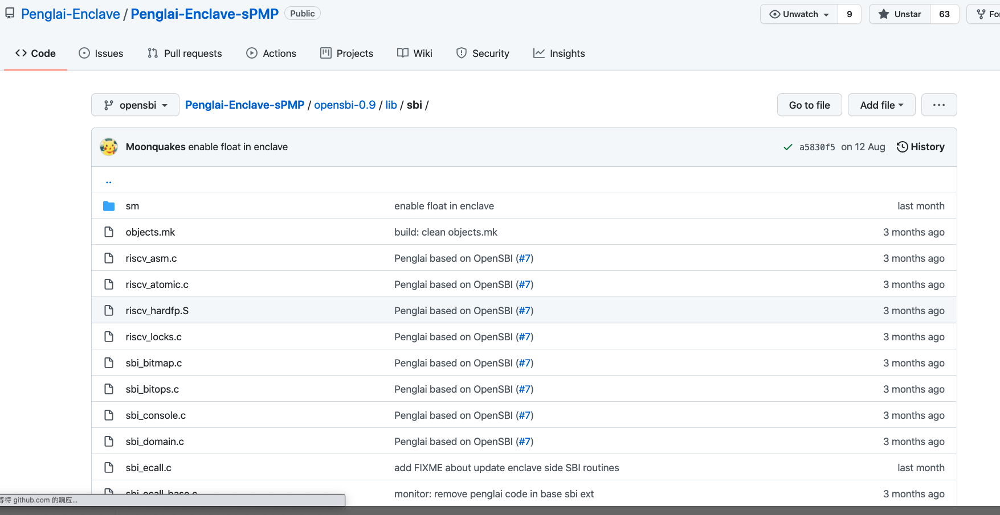 Penglai-Enclave / Penglai-Enclave-sPMP Public Unwatch 9 Unstar 63 For
Code Issues Pull requests Actions Projects Wiki Security Insights
opensbi Penglai-Enclave-sPMP / opensbi-0.9 / lib / sbi / Go to file Add file ...
Moonquakes enable float in enclave a5830f5 on 12 Aug History
..
sm enable float in enclave last month
objects.mk build: clean objects.mk 3 months ago
riscv_asm.c Penglai based on OpenSBI (#7) 3 months ago
riscv_atomic.c Penglai based on OpenSBI (#7) 3 months ago
riscv_hardfp.S Penglai based on OpenSBI (#7) 3 months ago
riscv_locks.c Penglai based on OpenSBI (#7) 3 months ago
sbi_bitmap.c Penglai based on OpenSBI (#7) 3 months ago
sbi_bitops.c Penglai based on OpenSBI (#7) 3 months ago
sbi_console.c Penglai based on OpenSBI (#7) 3 months ago
sbi_domain.c Penglai based on OpenSBI (#7) 3 months ago
sbi_ecall.c add FIXME about update enclave side SBI routines last month
sbi_ecall_base.c monitor: remove penglai code in base sbi ext 3 months ago
等待 github.com 的响应...